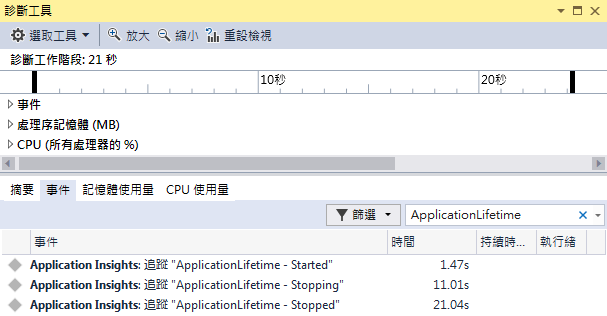 診斷工具
選取工具 放大 縮小 重設檢視
診斷工作階段: 21 秒
10秒 20秒
事件
處理序記憶體 (MB)
CPU (所有處理器的 %)
摘要 事件 記憶體使用量 CPU 使用量
篩選 ApplicationLifetime
事件 時間 持續時... 執行緒
Application Insights: 追蹤 "ApplicationLifetime - Started" 1.47s
Application Insights: 追蹤 "ApplicationLifetime - Stopping" 11.01s
Application Insights: 追蹤 "ApplicationLifetime - Stopped" 21.04s